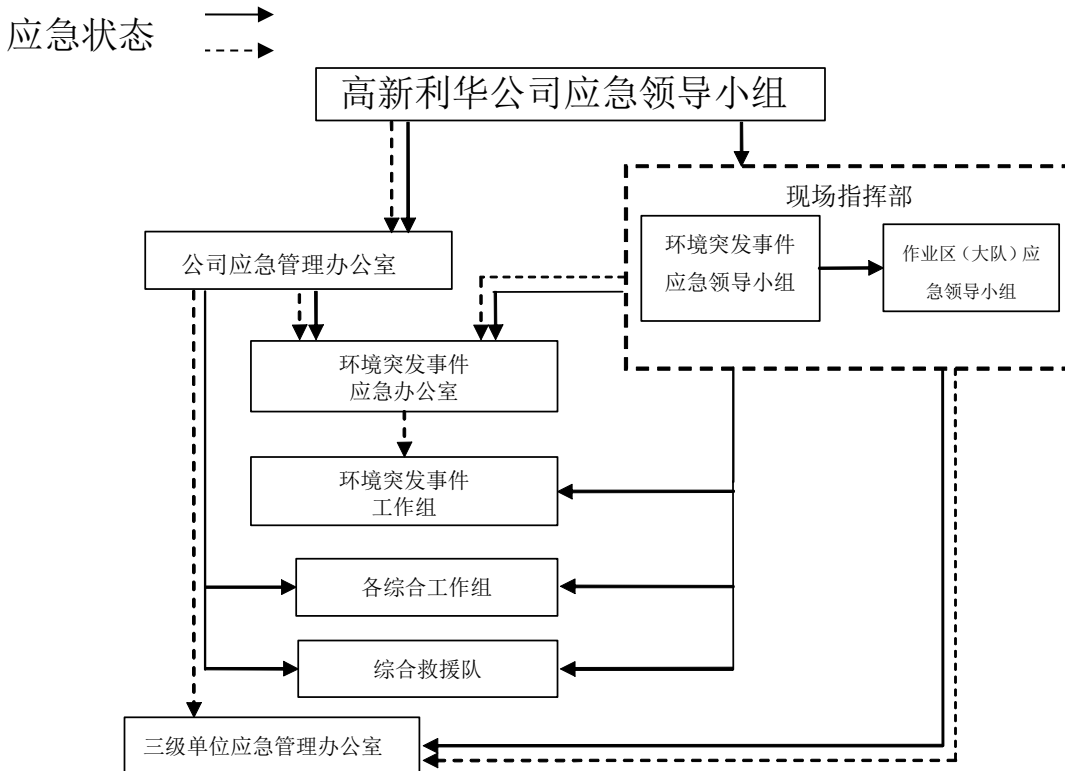 应急状态
高新利华公司应急领导小组
现场指挥部
环境突发事件
应急领导小组
作业区（大队）应
急领导小组
公司应急管理办公室
环境突发事件
应急办公室
环境突发事件
工作组
各综合工作组
综合救援队
三级单位应急管理办公室